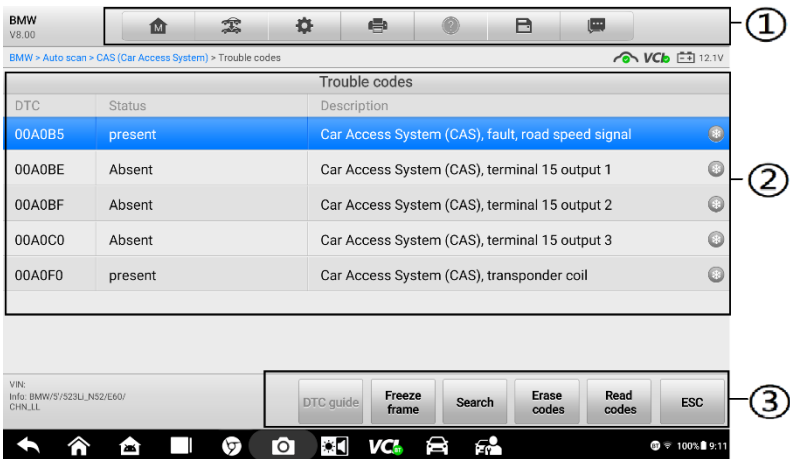 BMW
V8.00
M
?
①
BMW > Auto scan > CAS (Car Access System) > Trouble codes
VCI 12.1V
Trouble codes
DTC Status Description
00A0B5 present Car Access System (CAS), fault, road speed signal
00A0BE Absent Car Access System (CAS), terminal 15 output 1
00A0BF Absent Car Access System (CAS), terminal 15 output 2
②
00A0C0 Absent Car Access System (CAS), terminal 15 output 3
00A0F0 present Car Access System (CAS), transponder coil
VIN:
Info: BMW/5'/523Li_N52/E60/
CHN_LL
DTC guide
Freeze
frame
Search
Erase
codes
Read
codes
ESC
③
VCI
100% 9:11